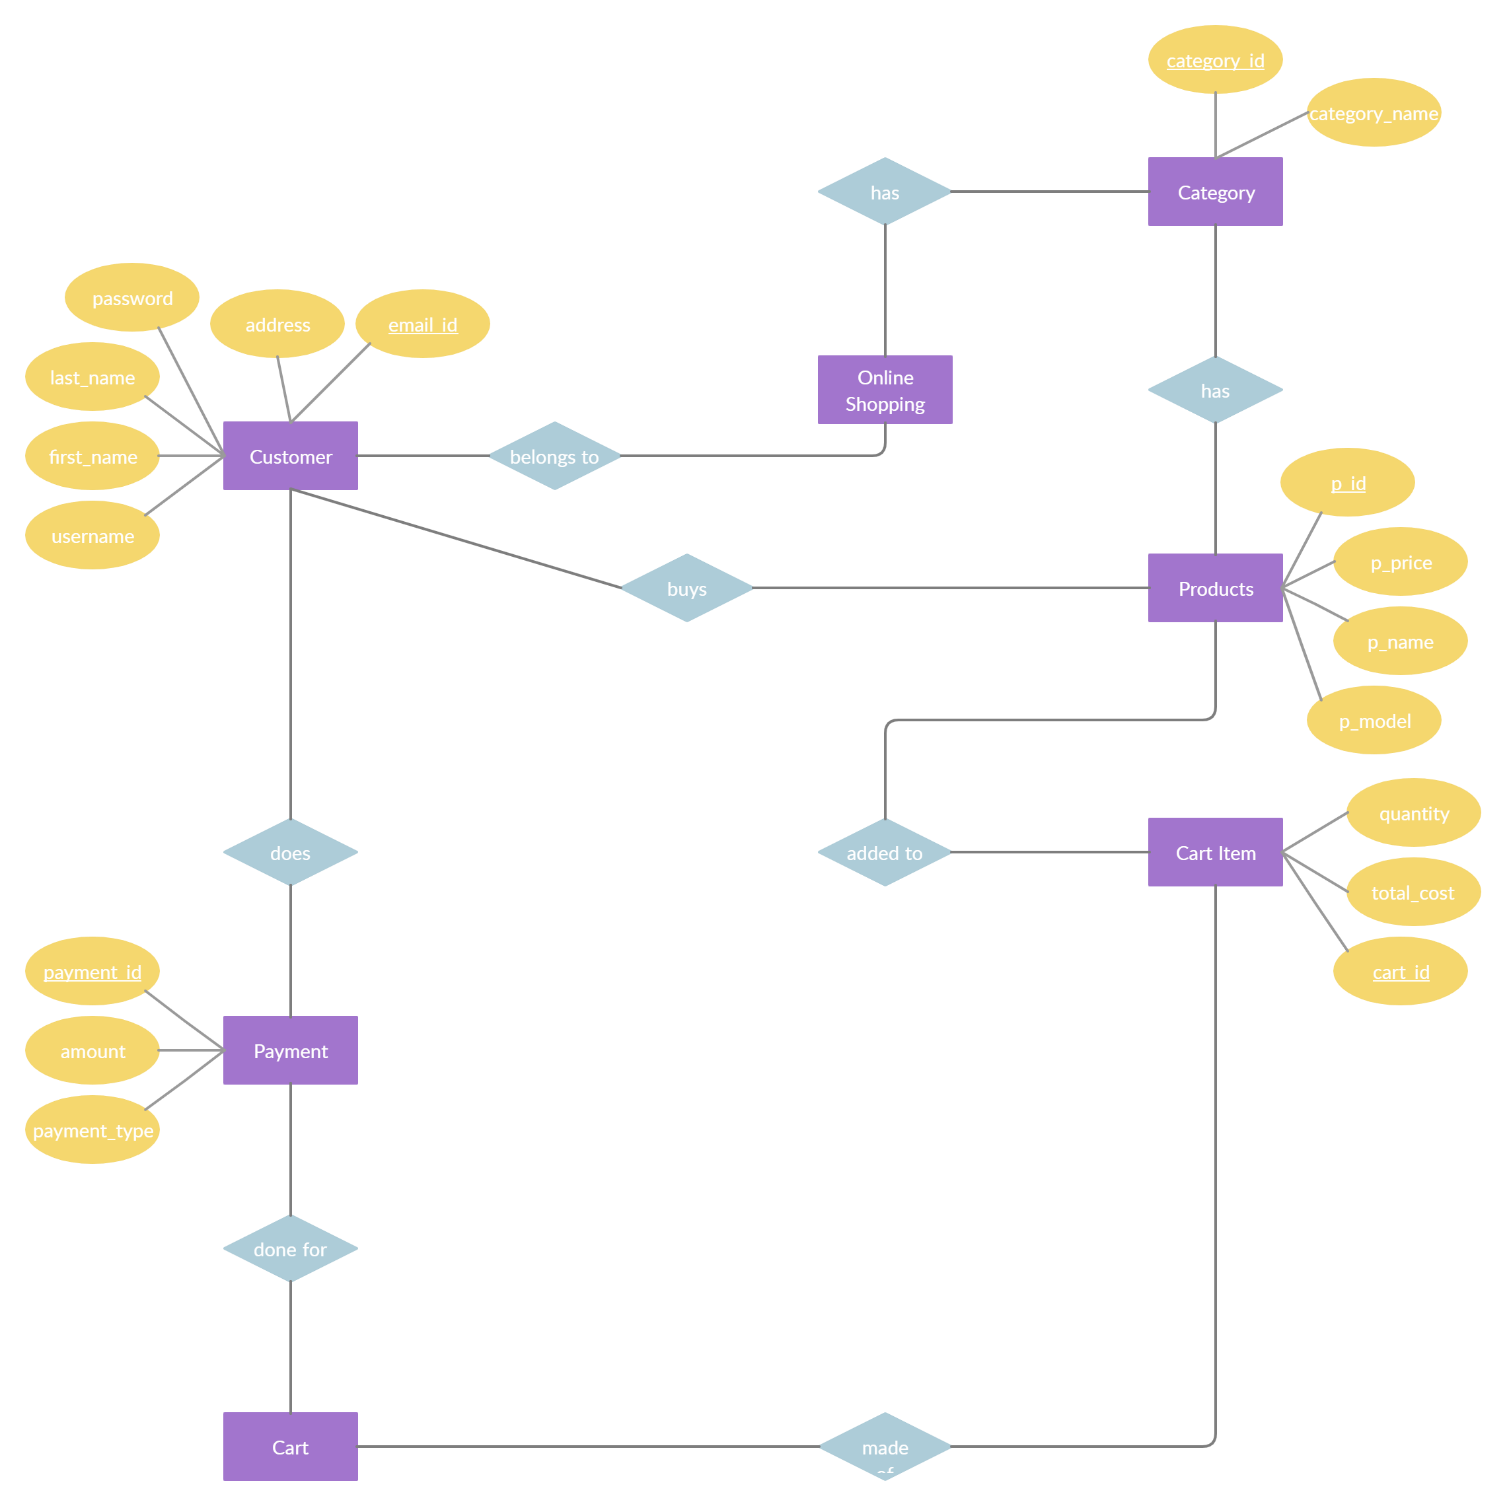 category_id
category_name
has
Category
password
address
email_id
last_name
Online
Shopping
has
first_name
Customer
belongs to
username
p_id
p_price
buys
Products
p_name
p_model
quantity
does
added to
Cart Item
total_cost
payment_id
cart_id
amount
Payment
payment_type
done for
Cart
made
of